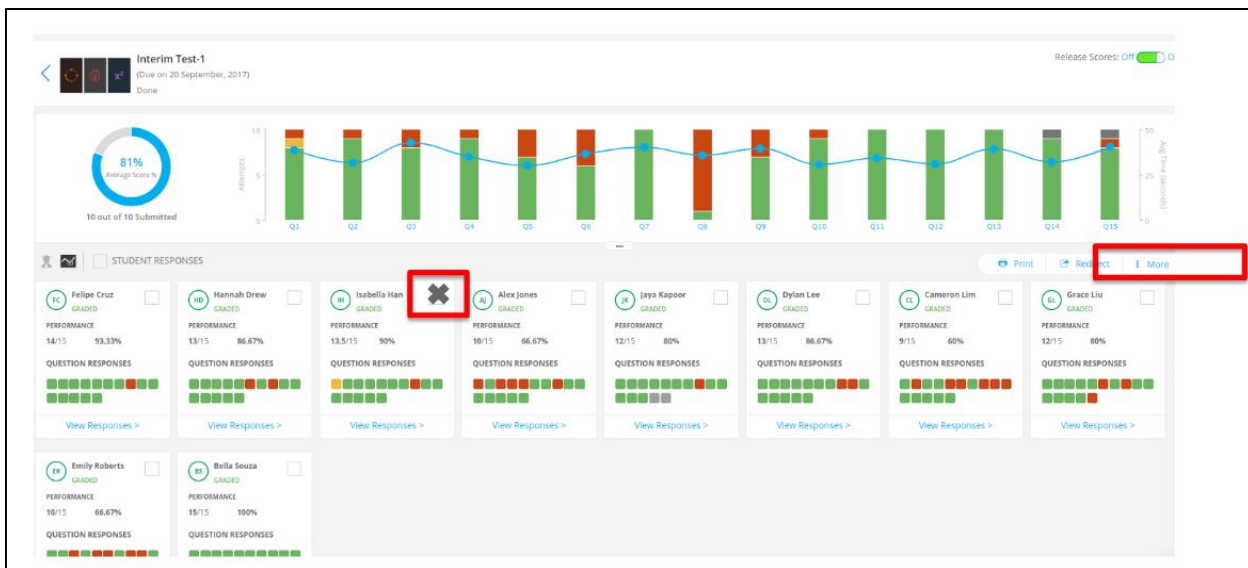 Interim Test-1
(Due on 20 September, 2017)
Done
Release Scores: Off O
x²
81%
Average Score %
10 out of 10 Submitted
Attempts
10
5
0
Q1 Q2 Q3 Q4 Q5 Q6 Q7 Q8 Q9 Q10 Q11 Q12 Q13 Q14 Q15
50
25
0
Avg Time (seconds)
STUDENT RESPONSES
Print Redirect More
FC Felipe Cruz
GRADED
PERFORMANCE
14/15 93.33%
QUESTION RESPONSES
View Responses >
HD Hannah Drew
GRADED
PERFORMANCE
13/15 86.67%
QUESTION RESPONSES
View Responses >
IH Isabella Han
GRADED
PERFORMANCE
13.5/15 90%
QUESTION RESPONSES
View Responses >
AJ Alex Jones
GRADED
PERFORMANCE
10/15 66.67%
QUESTION RESPONSES
View Responses >
JK Jaya Kapoor
GRADED
PERFORMANCE
12/15 80%
QUESTION RESPONSES
View Responses >
DL Dylan Lee
GRADED
PERFORMANCE
13/15 86.67%
QUESTION RESPONSES
View Responses >
CL Cameron Lim
GRADED
PERFORMANCE
9/15 60%
QUESTION RESPONSES
View Responses >
GL Grace Liu
GRADED
PERFORMANCE
12/15 80%
QUESTION RESPONSES
View Responses >
ER Emily Roberts
GRADED
PERFORMANCE
10/15 66.67%
QUESTION RESPONSES
BS Bella Souza
GRADED
PERFORMANCE
15/15 100%
QUESTION RESPONSES